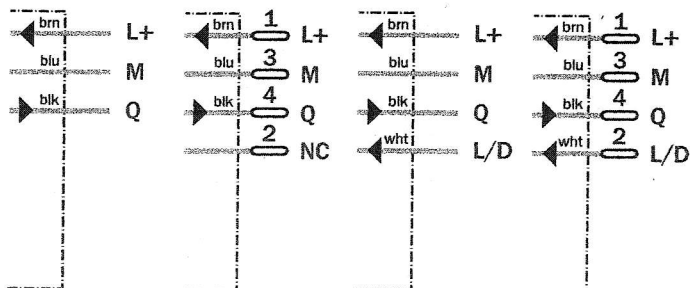 brn L+
blu M
blk Q
brn 1 L+
blu 3 M
blk 4 Q
2 NC
brn L+
blu M
blk Q
wht L/D
brn 1 L+
blu 3 M
blk 4 Q
wht 2 L/D